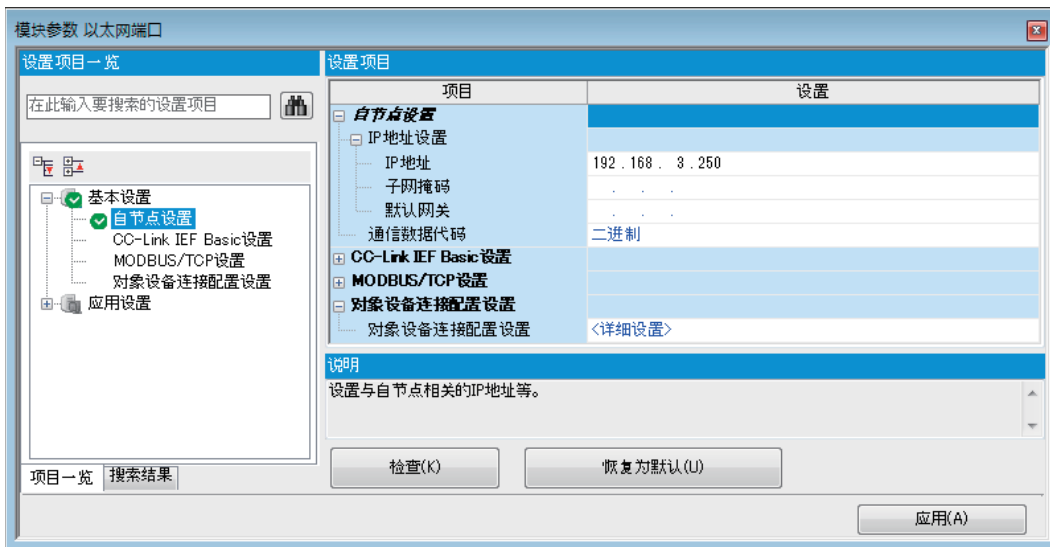 模块参数 以太网端口
设置项目一览
在此输入要搜索的设置项目
基本设置
自节点设置
CC-Link IEF Basic设置
MODBUS/TCP设置
对象设备连接配置设置
应用设置
项目一览 搜索结果
设置项目
项目 设置
自节点设置
IP地址设置
IP地址 192 . 168 . 3 . 250
子网掩码 . . .
默认网关 . . .
通信数据代码 二进制
CC-Link IEF Basic设置
MODBUS/TCP设置
对象设备连接配置设置
对象设备连接配置设置 <详细设置>
说明
设置与自节点相关的IP地址等。
检查(K) 恢复为默认(U)
应用(A)